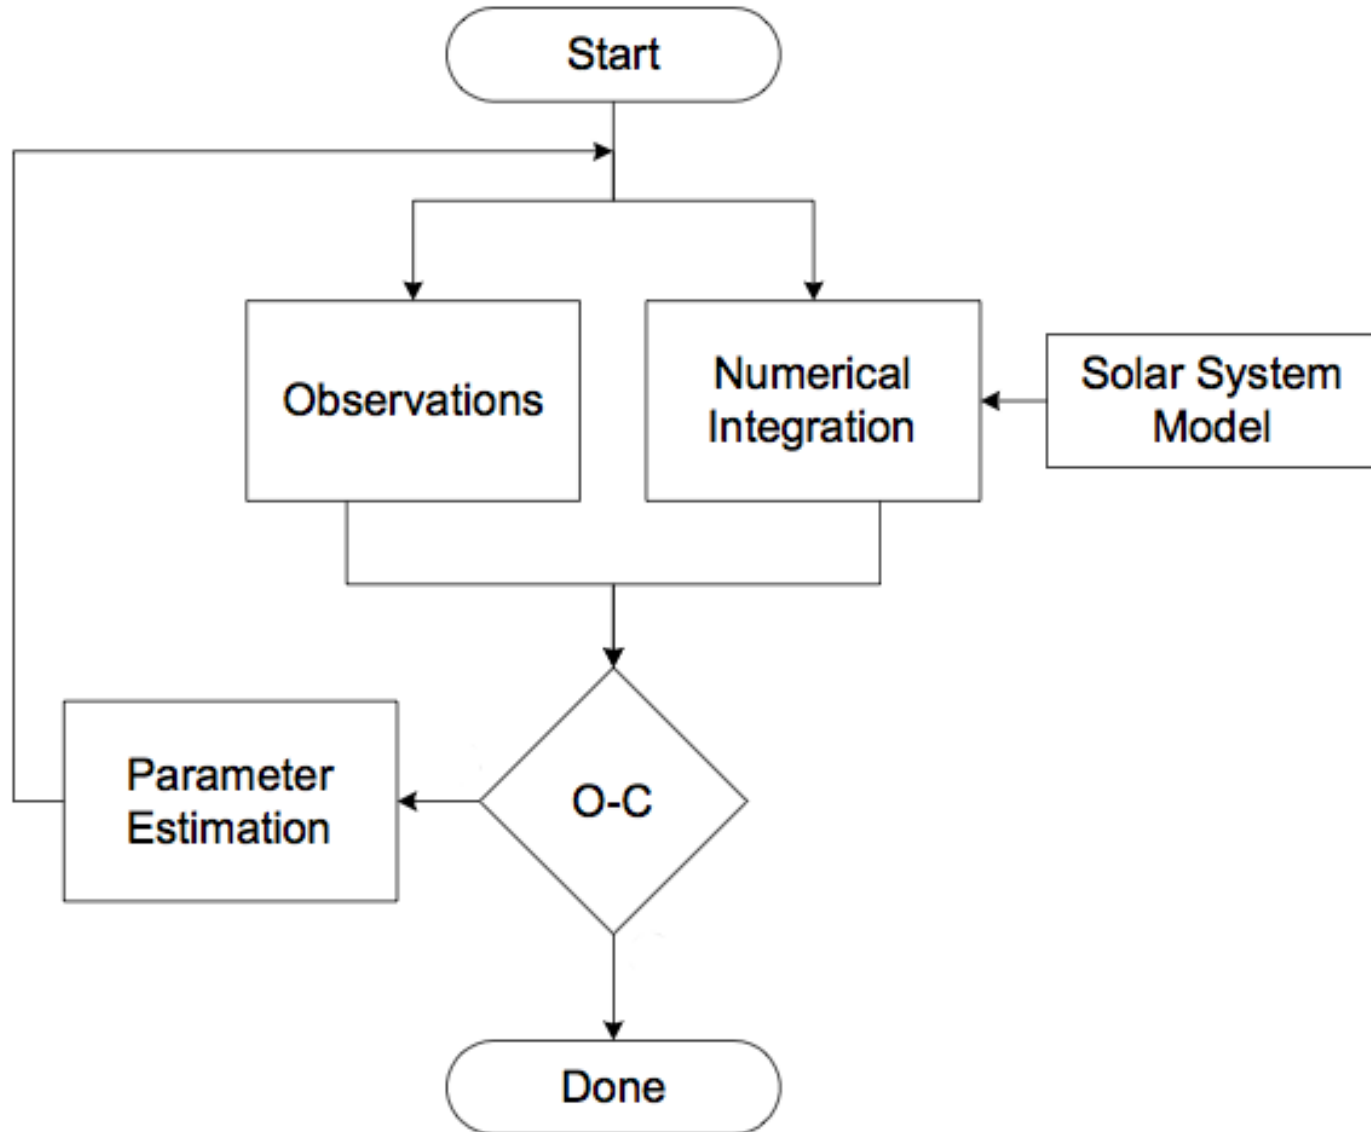 Start
Observations
Numerical
Integration
Solar System
Model
Parameter
Estimation
O-C
Done